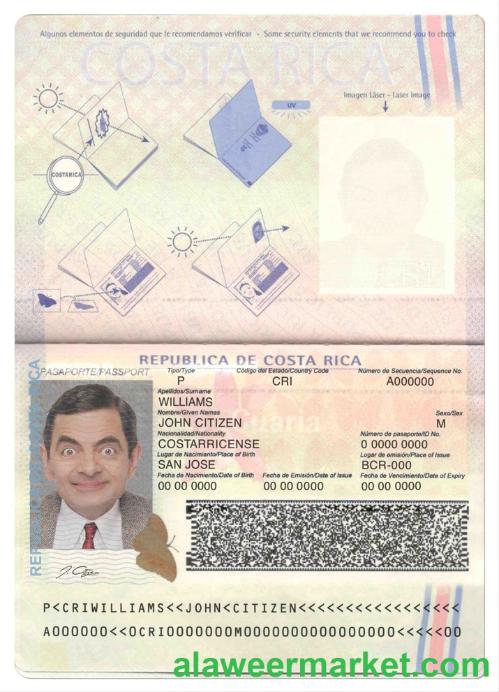 Algunos elementos de seguridad que le recomendamos verificar - Some security elements that we recommend you to check
COSTA RICA
Imagen Láser - Laser Image
UV
COSTARICA
REPUBLICA DE COSTA RICA
PASAPORTE/PASSPORT
Tipo/Type Código del Estado/Country Code Número de Secuencia/Sequence No.
P CRI A000000
Apellidos/Surname
WILLIAMS
Nombre/Given Names Sexo/Sex
JOHN CITIZEN M
Nacionalidad/Nationality Número de pasaporte/ID No.
COSTARRICENSE 0 0000 0000
Lugar de Nacimiento/Place of Birth Lugar de emisión/Place of Issue
SAN JOSE BCR-000
Fecha de Nacimiento/Date of Birth Fecha de Emisión/Date of Issue Fecha de Vencimiento/Date of Expiry
00 00 0000 00 00 0000 00 00 0000
P<CRIWILLIAMS<<JOHN<CITIZEN<<<<<<<<<<<<<<<<<
A000000<<0CRI0000000M0000000000000000<<<<<00
alaweermarket.com